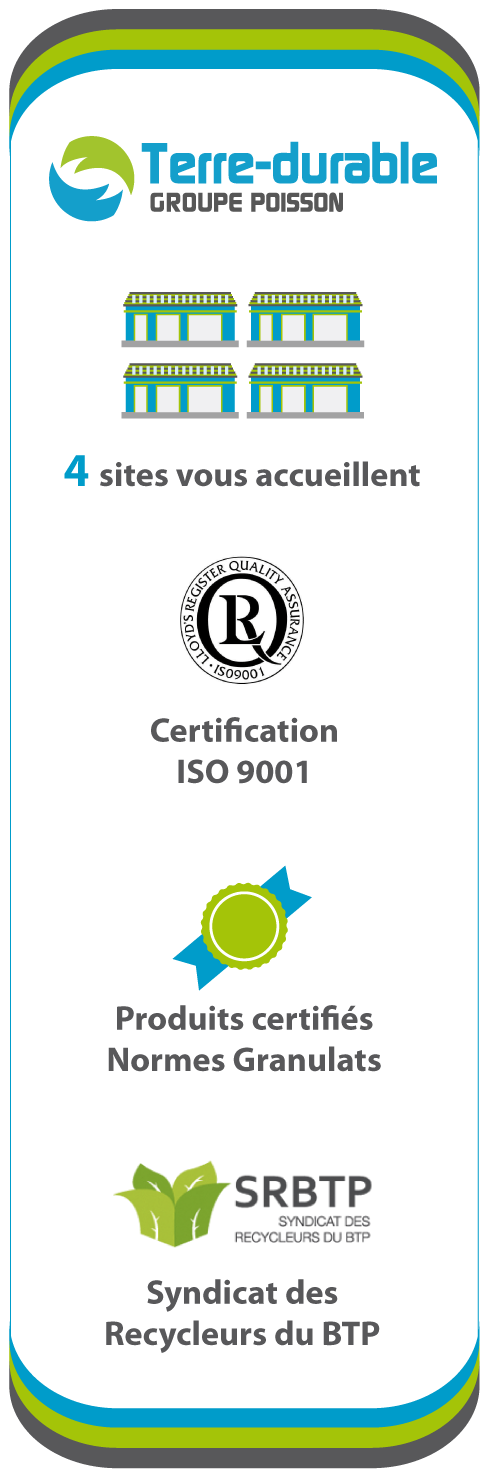 Terre-durable
GROUPE POISSON
4 sites vous accueillent
LLOYD'S REGISTER QUALITY ASSURANCE
· ISO9001 ·
LRQ
Certification
ISO 9001
Produits certifiés
Normes Granulats
SRBTP
SYNDICAT DES
RECYCLEURS DU BTP
Syndicat des
Recycleurs du BTP